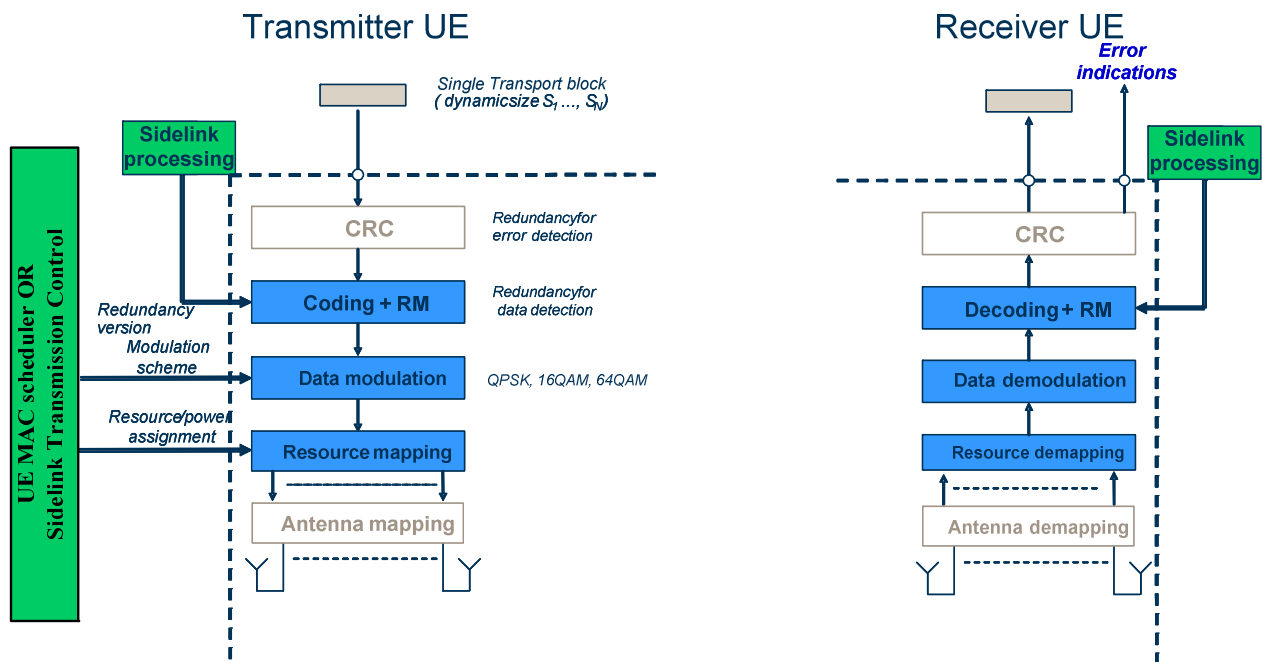 Transmitter UE
Single Transport block
( dynamicsize S1 ..., SN)
Sidelink
processing
CRC
Redundancyfor
error detection
UE MAC scheduler OR
Sidelink Transmission Control
Coding + RM
Redundancyfor
data detection
Redundancy
version
Modulation
scheme
Data modulation
QPSK, 16QAM, 64QAM
Resource/power
assignment
Resource mapping
Antenna mapping
Receiver UE
Error
indications
Sidelink
processing
CRC
Decoding + RM
Data demodulation
Resource demapping
Antenna demapping